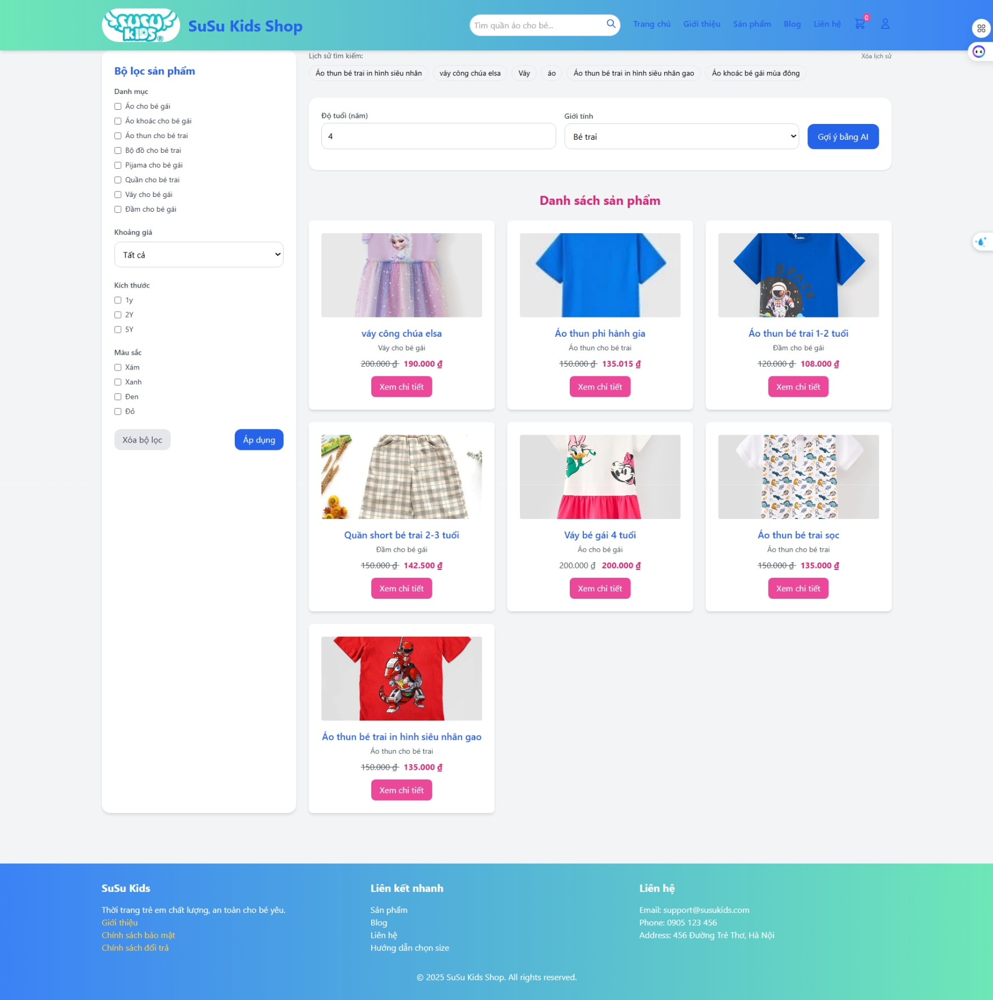 SUSU KIDS®
SuSu Kids Shop
Tìm quần áo cho bé...
Trang chủ
Giới thiệu
Sản phẩm
Blog
Liên hệ
0
Bộ lọc sản phẩm
Danh mục
Áo cho bé gái
Áo khoác cho bé gái
Áo thun cho bé trai
Bộ đồ cho bé trai
Pijama cho bé gái
Quần cho bé trai
Váy cho bé gái
Đầm cho bé gái
Khoảng giá
Tất cả
Kích thước
1y
2Y
5Y
Màu sắc
Xám
Xanh
Đen
Đỏ
Xóa bộ lọc
Áp dụng
Lịch sử tìm kiếm:
Xóa lịch sử
Áo thun bé trai in hình siêu nhân
váy công chúa elsa
Váy
áo
Áo thun bé trai in hình siêu nhân gao
Áo khoác bé gái mùa đông
Độ tuổi (năm)
4
Giới tính
Bé trai
Gợi ý bằng AI
Danh sách sản phẩm
váy công chúa elsa
Váy cho bé gái
200.000 ₫ 190.000 ₫
Xem chi tiết
Áo thun phi hành gia
Áo thun cho bé trai
150.000 ₫ 135.015 ₫
Xem chi tiết
SPACE
Áo thun bé trai 1-2 tuổi
Đầm cho bé gái
120.000 ₫ 108.000 ₫
Xem chi tiết
Quần short bé trai 2-3 tuổi
Đầm cho bé gái
150.000 ₫ 142.500 ₫
Xem chi tiết
Váy bé gái 4 tuổi
Áo cho bé gái
200.000 ₫ 200.000 ₫
Xem chi tiết
Áo thun bé trai sọc
Áo thun cho bé trai
150.000 ₫ 135.000 ₫
Xem chi tiết
Áo thun bé trai in hình siêu nhân gao
Áo thun cho bé trai
150.000 ₫ 135.000 ₫
Xem chi tiết
SuSu Kids
Thời trang trẻ em chất lượng, an toàn cho bé yêu.
Giới thiệu
Chính sách bảo mật
Chính sách đổi trả
Liên kết nhanh
Sản phẩm
Blog
Liên hệ
Hướng dẫn chọn size
Liên hệ
Email: support@susukids.com
Phone: 0905 123 456
Address: 456 Đường Trẻ Thơ, Hà Nội
© 2025 SuSu Kids Shop. All rights reserved.